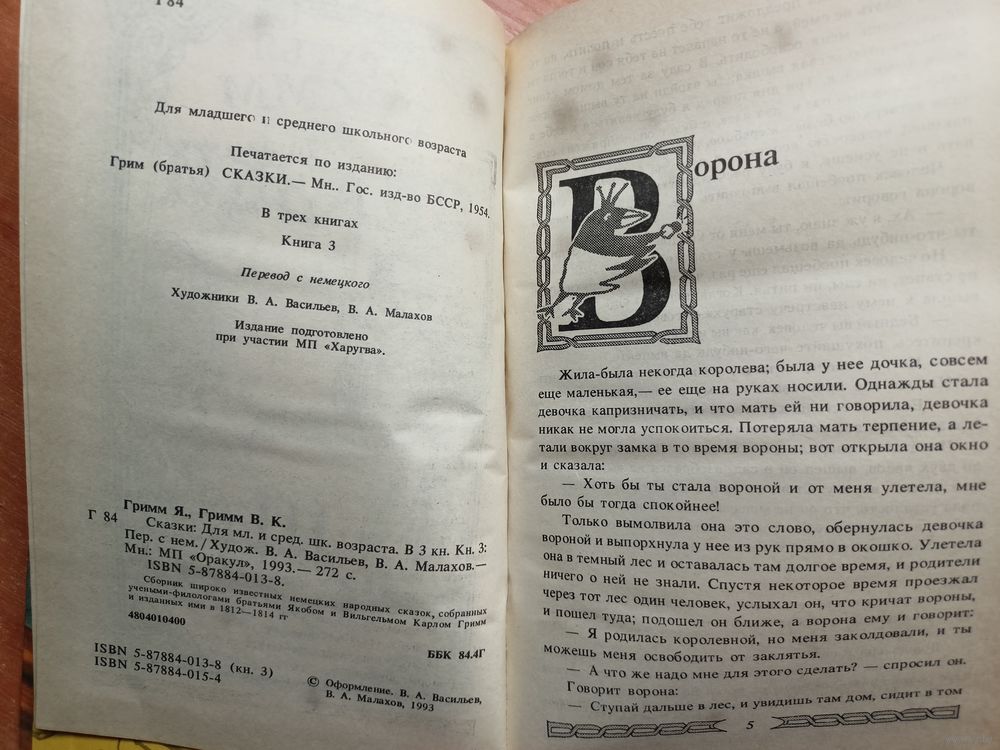 Г 84
Для младшего и среднего школьного возраста
Печатается по изданию:
Грим (братья) СКАЗКИ.— Мн.. Гос. изд-во БССР, 1954.
В трех книгах
Книга 3
Перевод с немецкого
Художники В. А. Васильев, В. А. Малахов
Издание подготовлено
при участии МП «Харугва».
Гримм Я., Гримм В. К.
Г 84 Сказки: Для мл. и сред. шк. возраста. В 3 кн. Кн. 3:
Пер. с нем. / Худож. В. А. Васильев, В. А. Малахов.—
Мн.: МП «Оракул», 1993.— 272 с.
ISBN 5-87884-013-8.
Сборник широко известных немецких народных сказок, собранных
учеными-филологами братьями Якобом и Вильгельмом Карлом Гримм
и изданных ими в 1812—1814 гг
4804010400
ББК 84.4Г
ISBN 5-87884-013-8 (кн. 3)
ISBN 5-87884-015-4
© Оформление. В. А. Васильев,
В. А. Малахов, 1993
Ворона
Жила-была некогда королева; была у нее дочка, совсем
еще маленькая,— ее еще на руках носили. Однажды стала
девочка капризничать, и что мать ей ни говорила, девочка
никак не могла успокоиться. Потеряла мать терпение, а ле-
тали вокруг замка в то время вороны; вот открыла она окно
и сказала:
— Хоть бы ты стала вороной и от меня улетела, мне
было бы тогда спокойнее!
Только вымолвила она это слово, обернулась девочка
вороной и выпорхнула у нее из рук прямо в окошко. Улетела
она в темный лес и оставалась там долгое время, и родители
ничего о ней не знали. Спустя некоторое время проезжал
через тот лес один человек, услыхал он, что кричат вороны,
и пошел туда; подошел он ближе, а ворона ему и говорит:
— Я родилась королевной, но меня заколдовали, и ты
можешь меня освободить от заклятья.
— А что же надо мне для этого сделать? — спросил он.
Говорит ворона:
— Ступай дальше в лес, и увидишь там дом, сидит в том
5